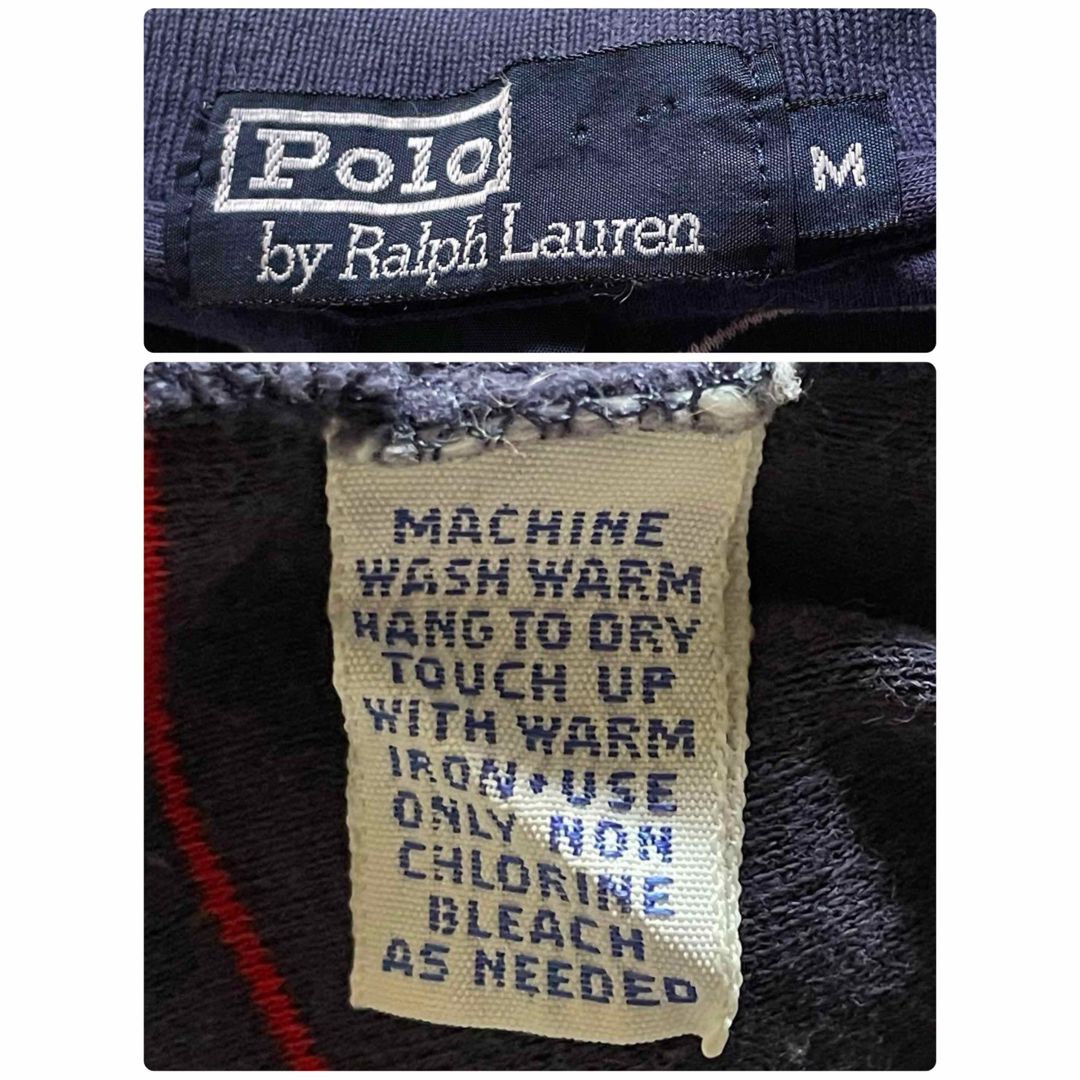 Polo
by Ralph Lauren
M
MACHINE
WASH WARM
HANG TO DRY
TOUCH UP
WITH WARM
IRON•USE
ONLY NON
CHLORINE
BLEACH
AS NEEDED